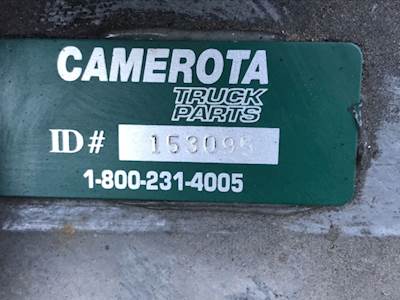 CAMEROTA
TRUCK
PARTS
ID# 153095
1-800-231-4005